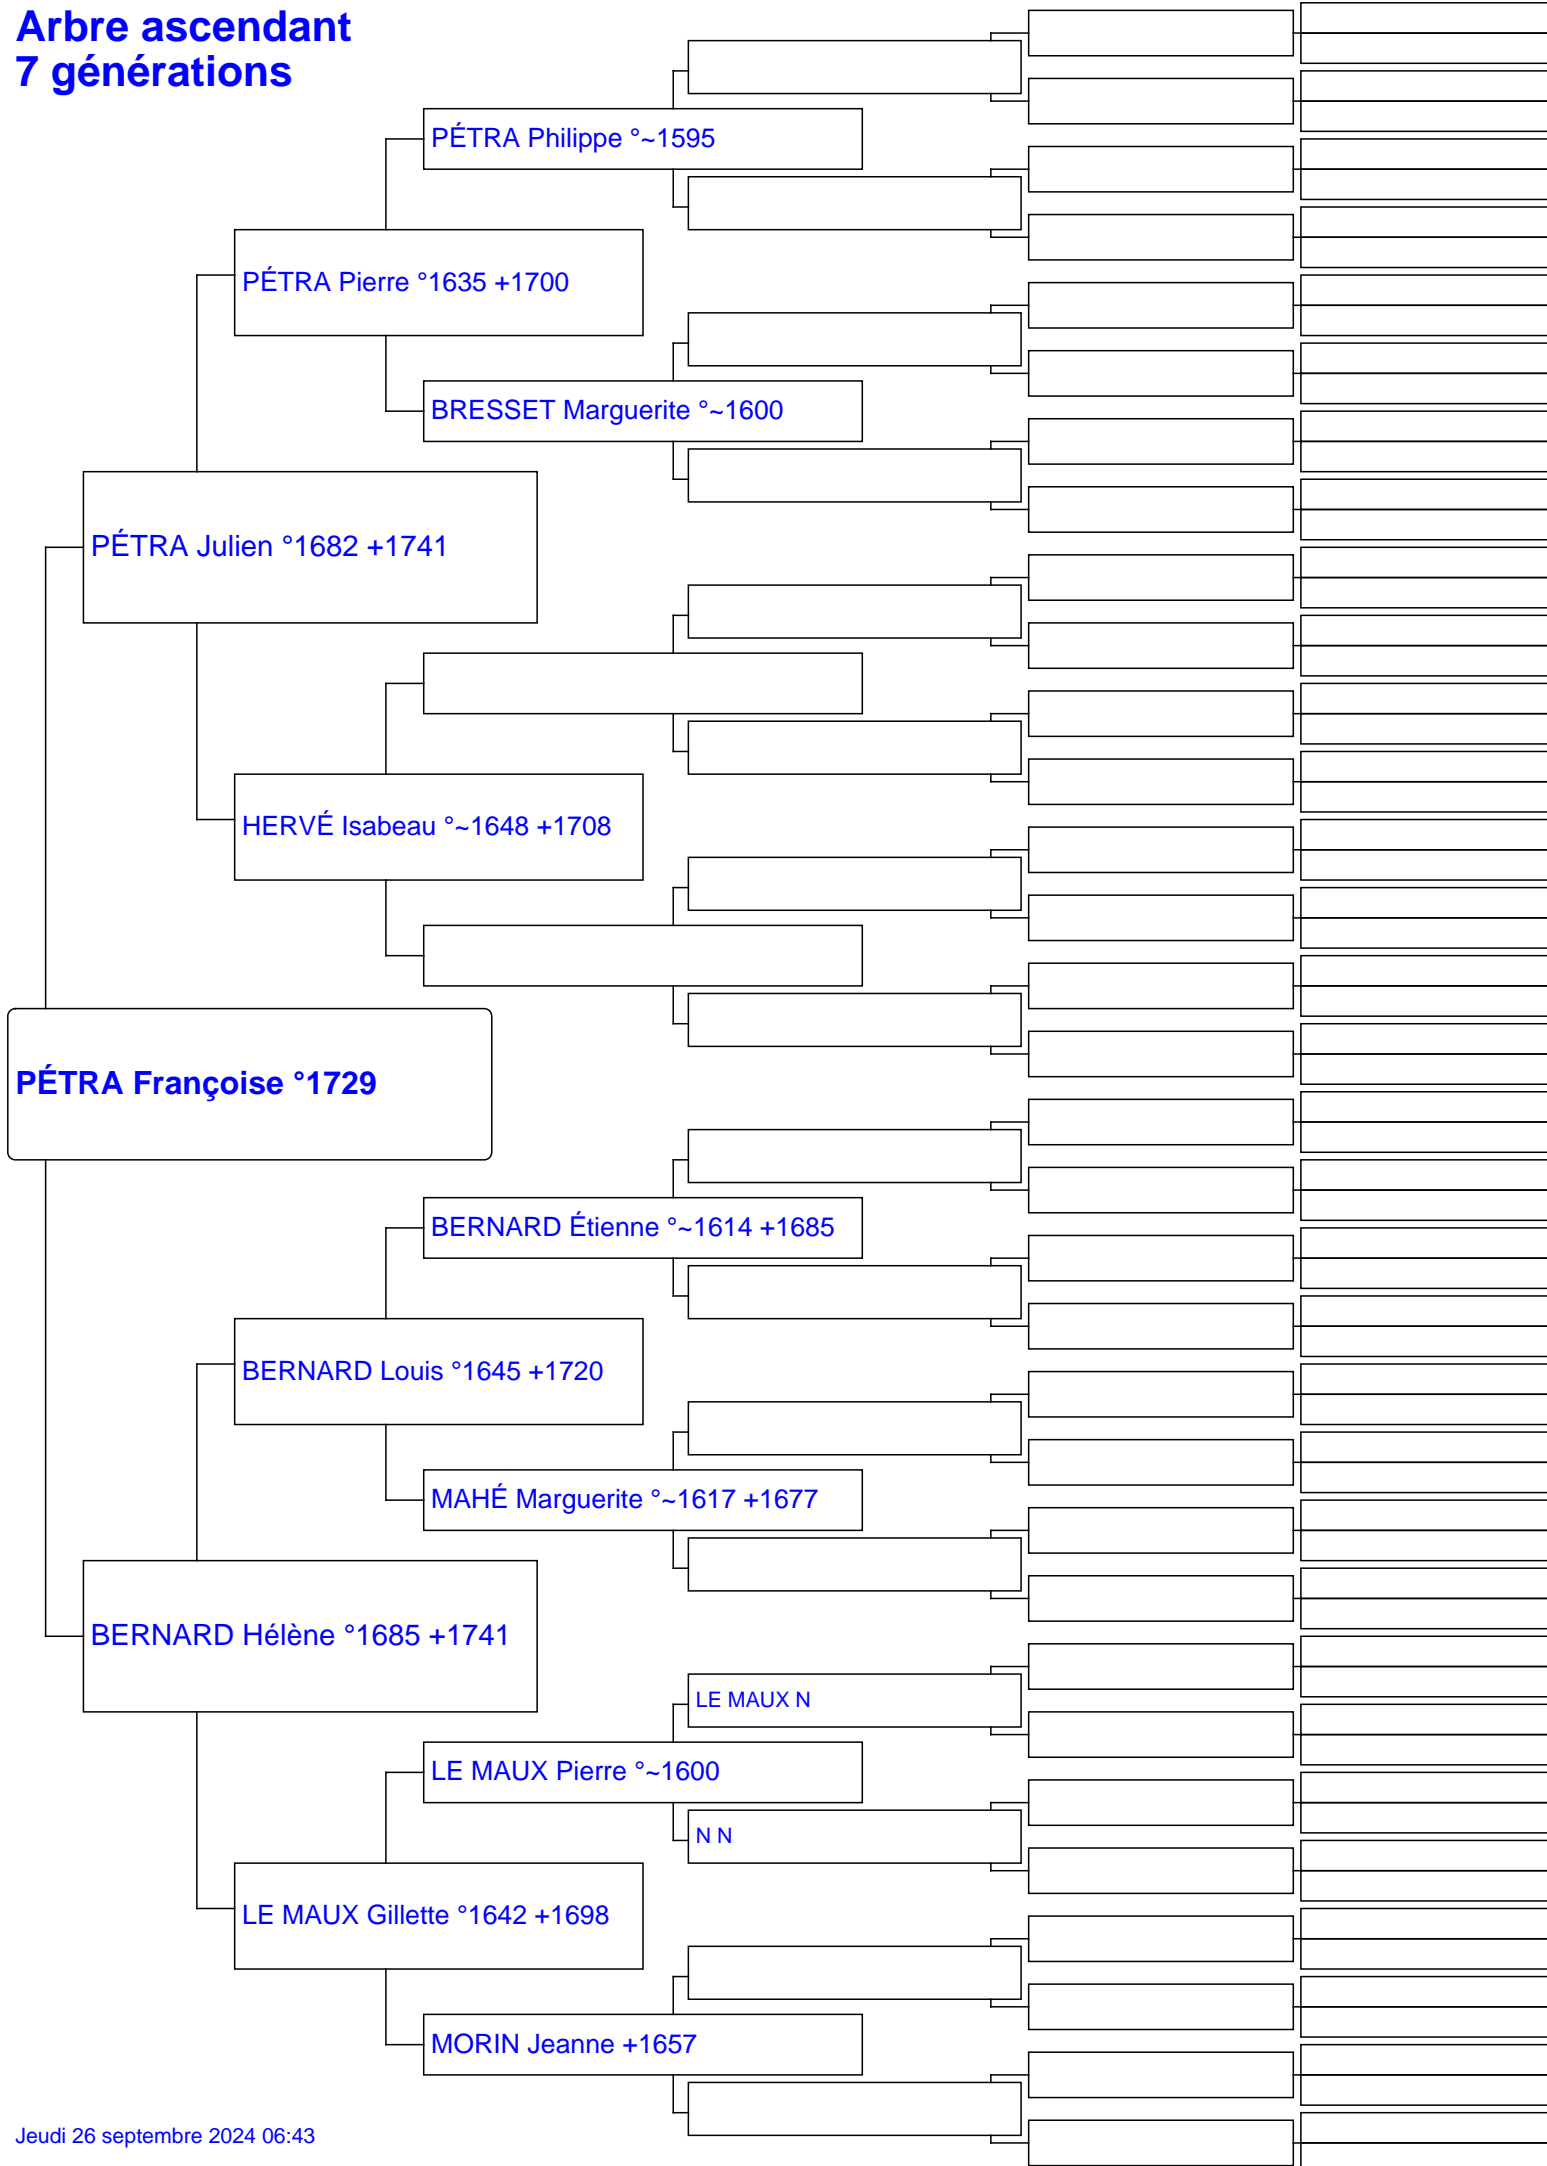 Arbre ascendant
7 générations
PÉTRA Philippe °~1595
PÉTRA Pierre °1635 +1700
BRESSET Marguerite °~1600
PÉTRA Julien °1682 +1741
HERVÉ Isabeau °~1648 +1708
PÉTRA Françoise °1729
BERNARD Étienne °~1614 +1685
BERNARD Louis °1645 +1720
MAHÉ Marguerite °~1617 +1677
BERNARD Hélène °1685 +1741
LE MAUX N
LE MAUX Pierre °~1600
N N
LE MAUX Gillette °1642 +1698
MORIN Jeanne +1657
Jeudi 26 septembre 2024 06:43